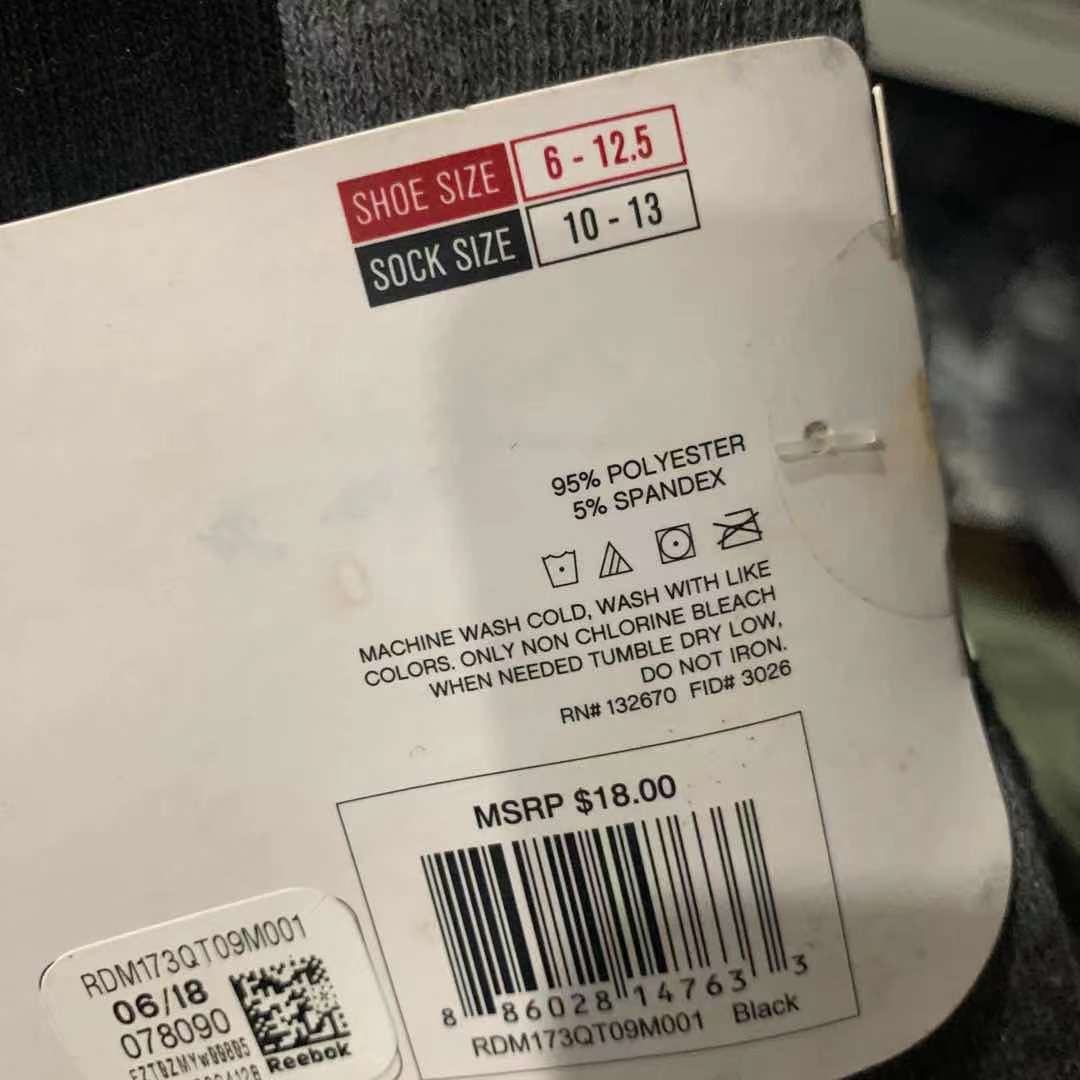 SHOE SIZE 6 - 12.5
SOCK SIZE 10 - 13
95% POLYESTER
5% SPANDEX
MACHINE WASH COLD, WASH WITH LIKE
COLORS. ONLY NON CHLORINE BLEACH
WHEN NEEDED TUMBLE DRY LOW,
DO NOT IRON.
RN# 132670 FID# 3026
MSRP $18.00
8 86028 14763 3
RDM173QT09M001 Black
RDM173QT09M001
06/18
078090
Reebok